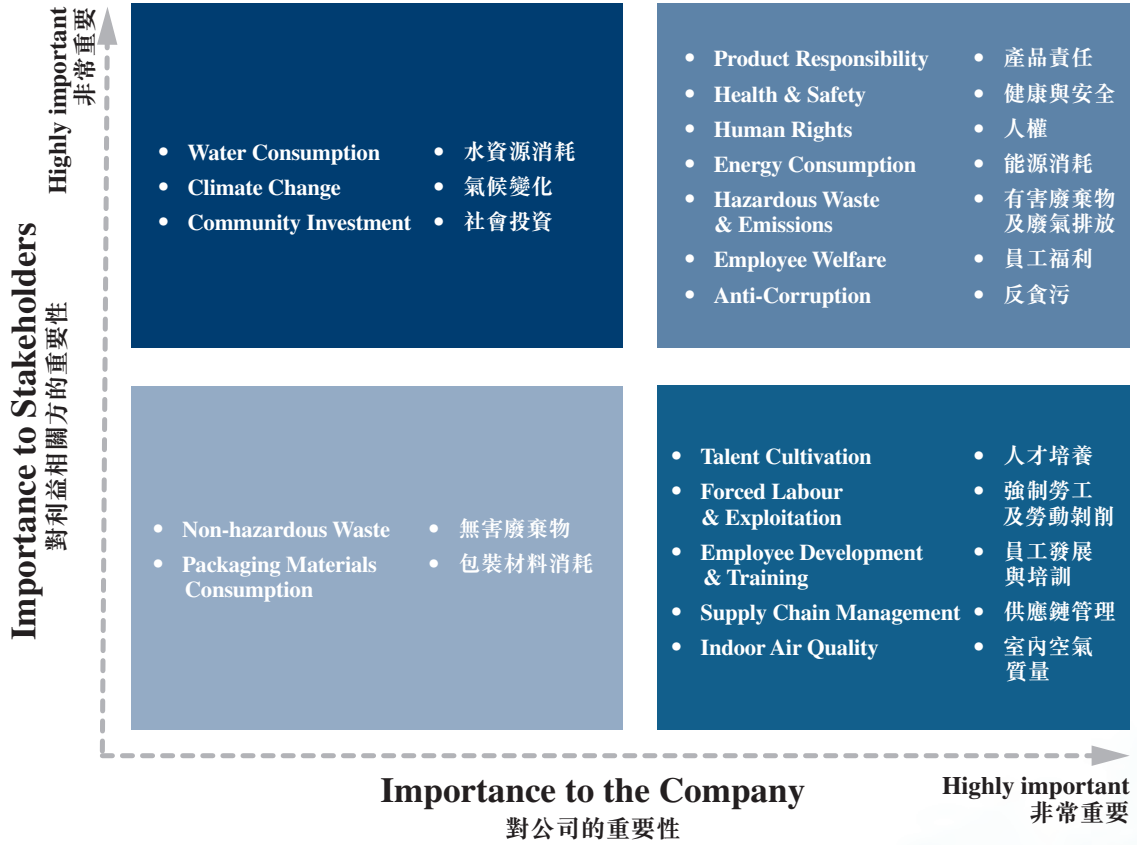 Highly important
非常重要
Importance to Stakeholders
對利益相關方的重要性
• Water Consumption • 水資源消耗
• Climate Change • 氣候變化
• Community Investment • 社會投資
• Product Responsibility • 產品責任
• Health & Safety • 健康與安全
• Human Rights • 人權
• Energy Consumption • 能源消耗
• Hazardous Waste • 有害廢棄物
& Emissions 及廢氣排放
• Employee Welfare • 員工福利
• Anti-Corruption • 反貪污
• Non-hazardous Waste • 無害廢棄物
• Packaging Materials • 包裝材料消耗
Consumption
• Talent Cultivation • 人才培養
• Forced Labour • 強制勞工
& Exploitation 及勞動剝削
• Employee Development • 員工發展
& Training 與培訓
• Supply Chain Management • 供應鏈管理
• Indoor Air Quality • 室內空氣
質量
Importance to the Company
對公司的重要性
Highly important
非常重要